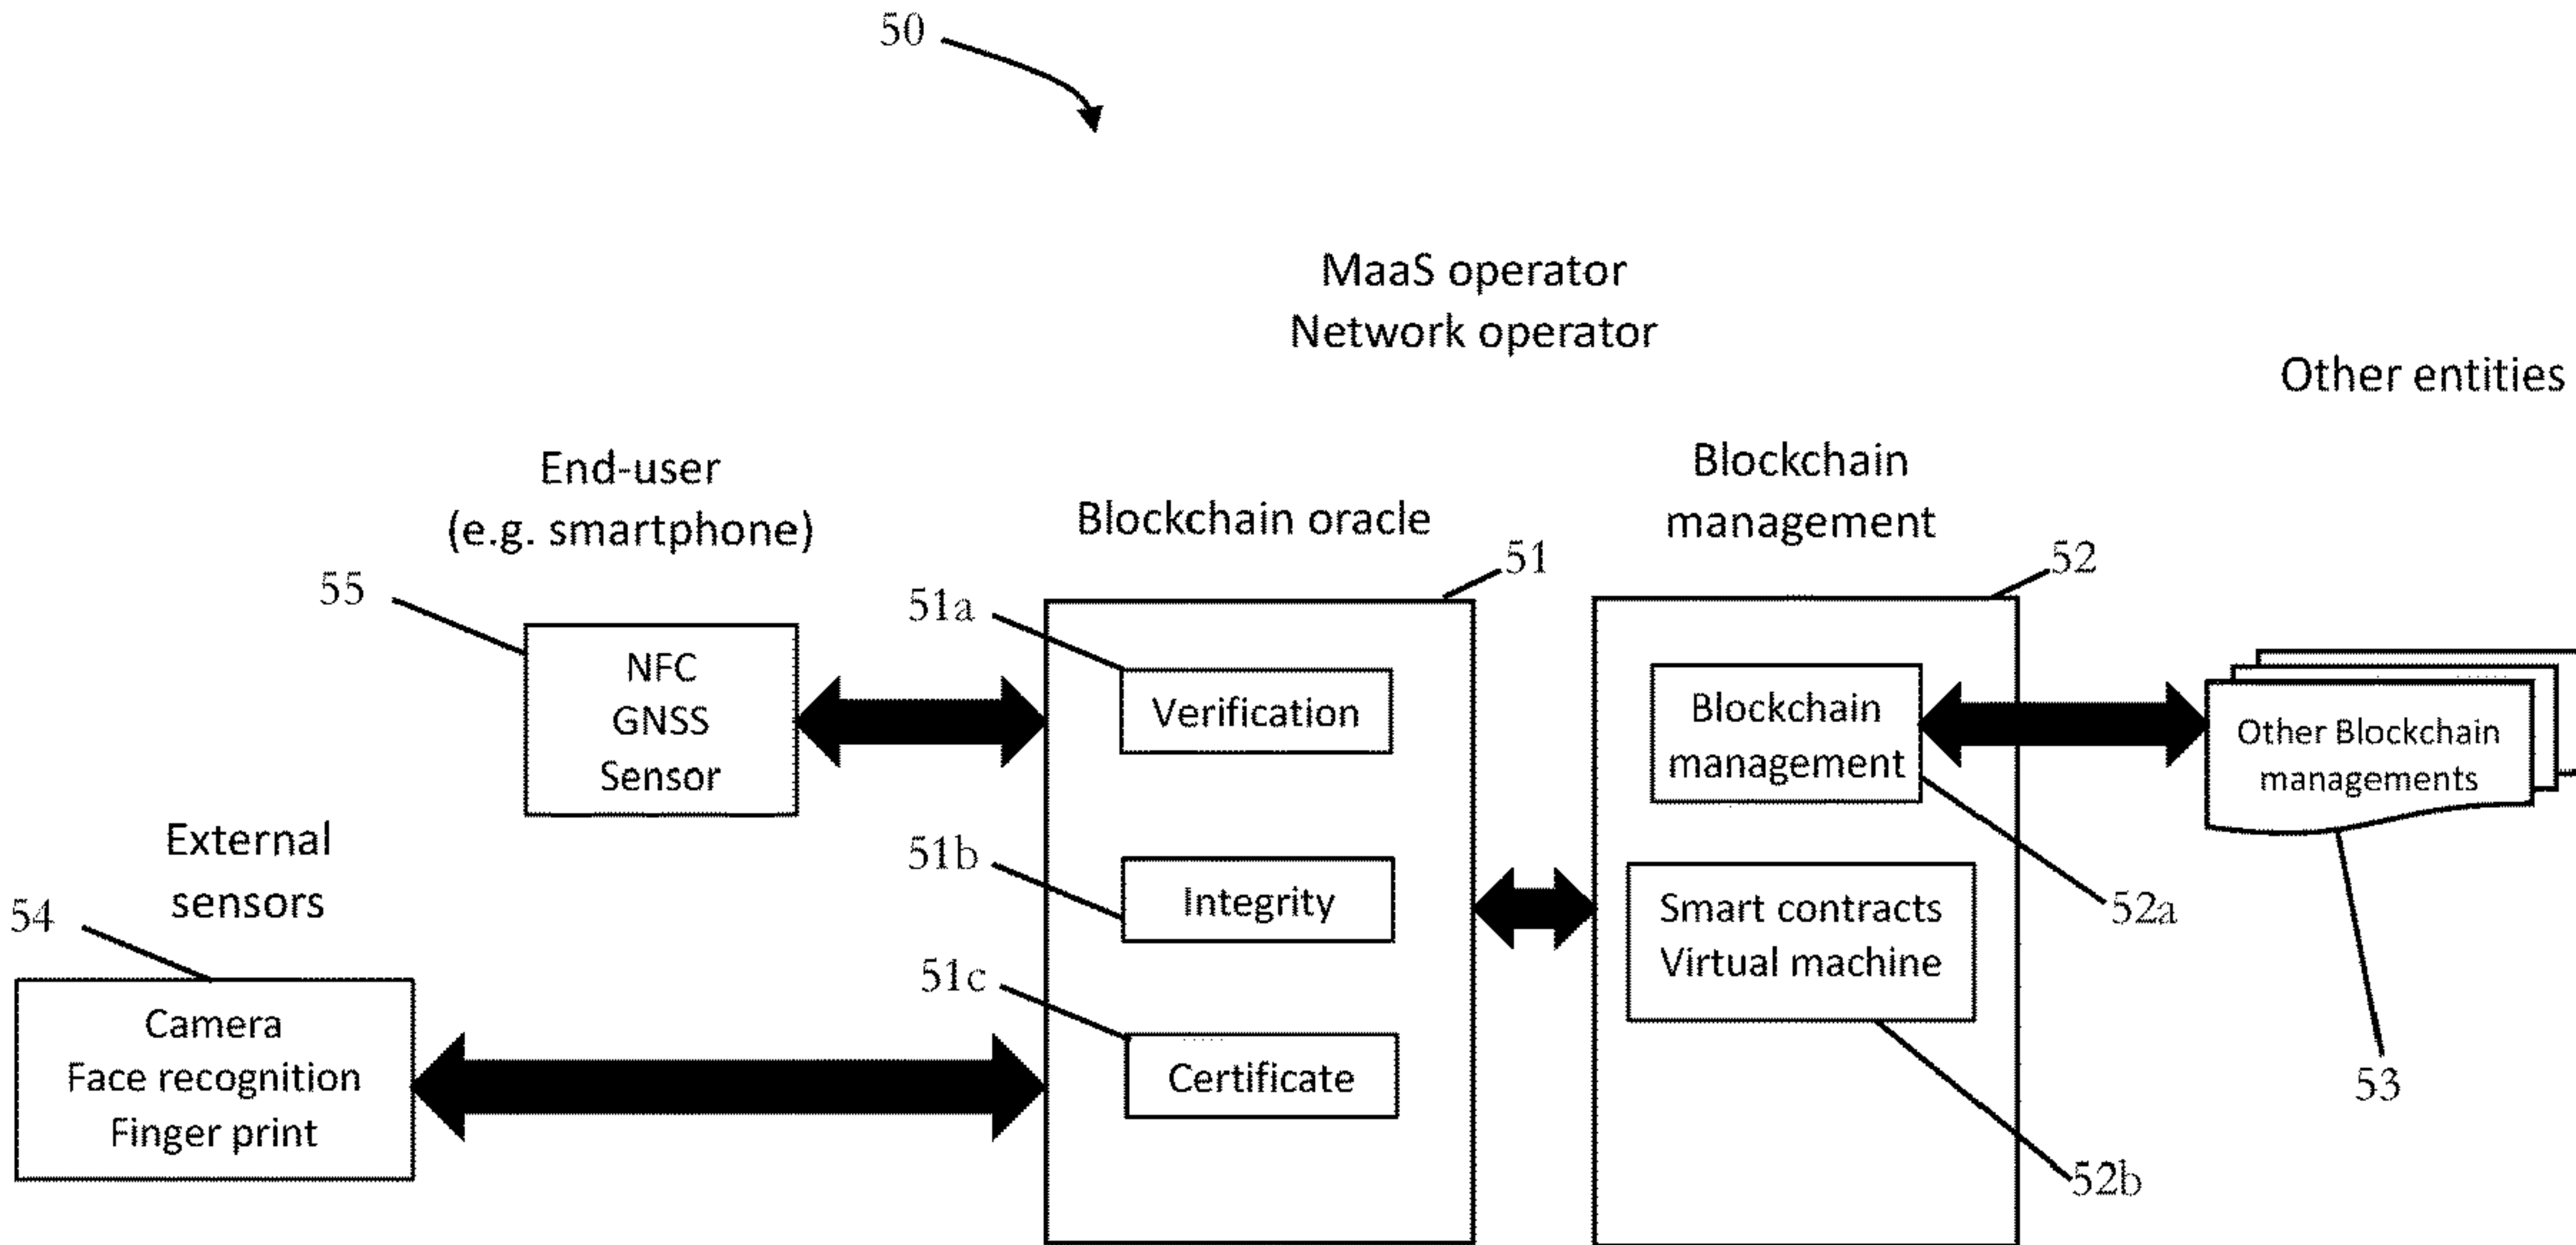 50
MaaS operator
Network operator
Other entities
End-user
(e.g. smartphone)
Blockchain oracle
Blockchain
management
55
51a
51
52
NFC
GNSS
Sensor
Verification
Blockchain
management
Other Blockchain
managements
External
sensors
54
51b
Integrity
Smart contracts
Virtual machine
52a
51c
Camera
Face recognition
Finger print
Certificate
53
52b